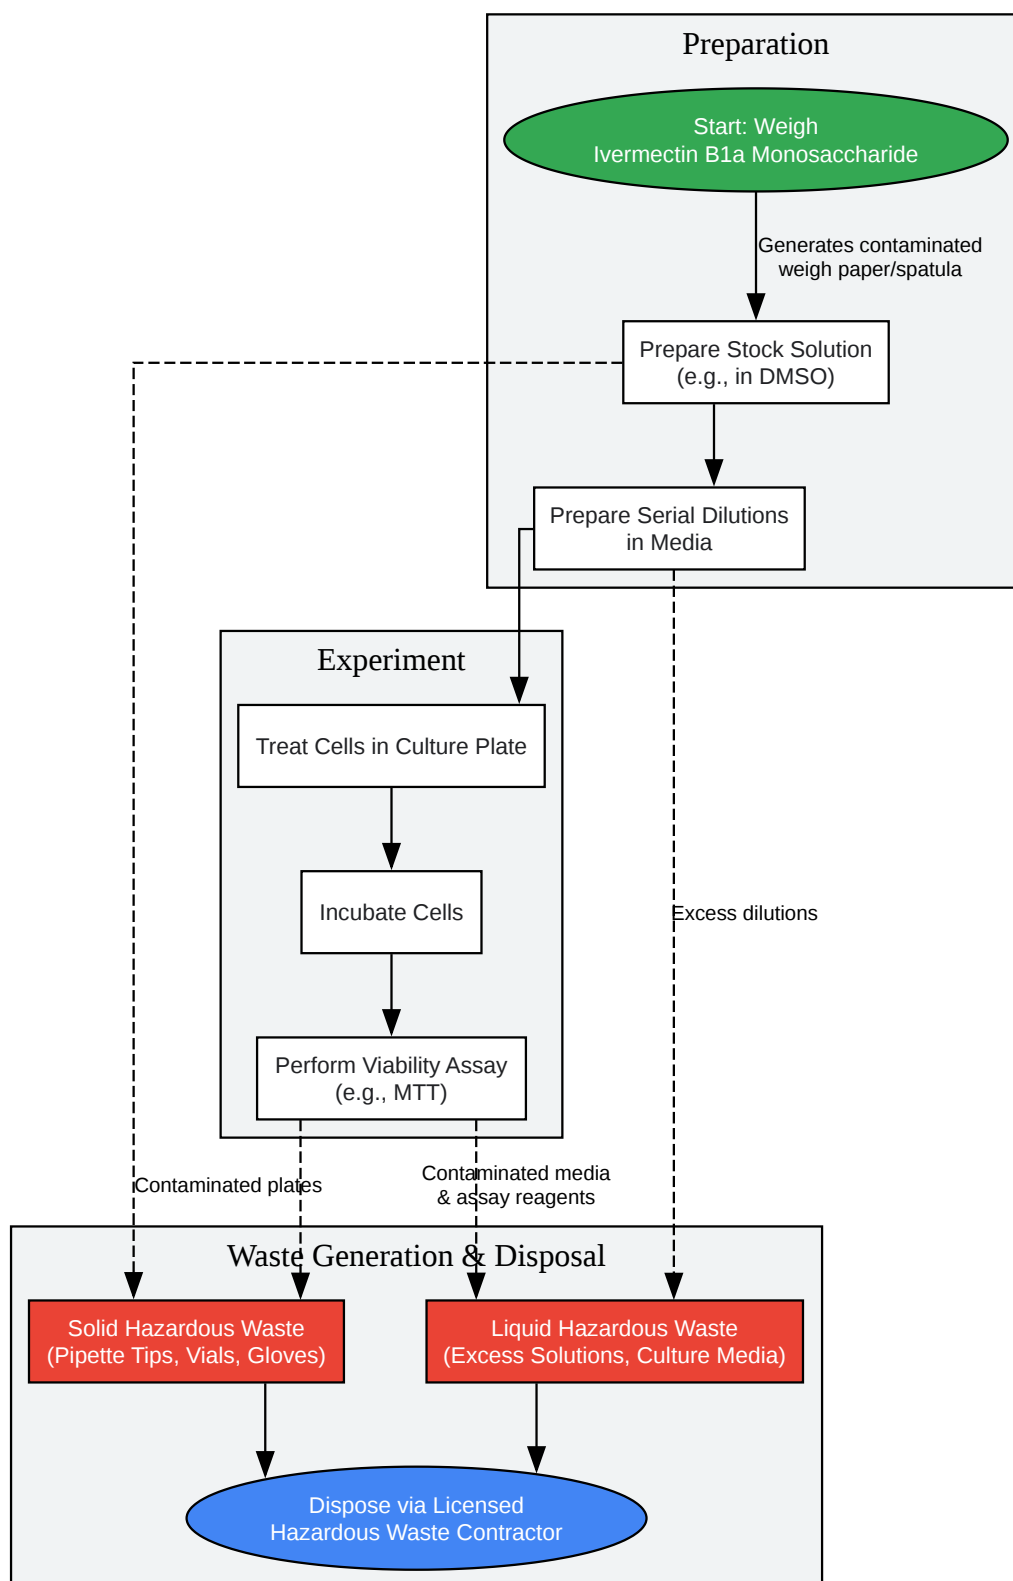 Preparation
Start: Weigh
Ivermectin B1a Monosaccharide
Generates contaminated
weigh paper/spatula
Prepare Stock Solution
(e.g., in DMSO)
Prepare Serial Dilutions
in Media
Experiment
Treat Cells in Culture Plate
Incubate Cells
Excess dilutions
Perform Viability Assay
(e.g., MTT)
Contaminated plates
Contaminated media
& assay reagents
Waste Generation & Disposal
Solid Hazardous Waste
(Pipette Tips, Vials, Gloves)
Liquid Hazardous Waste
(Excess Solutions, Culture Media)
Dispose via Licensed
Hazardous Waste Contractor